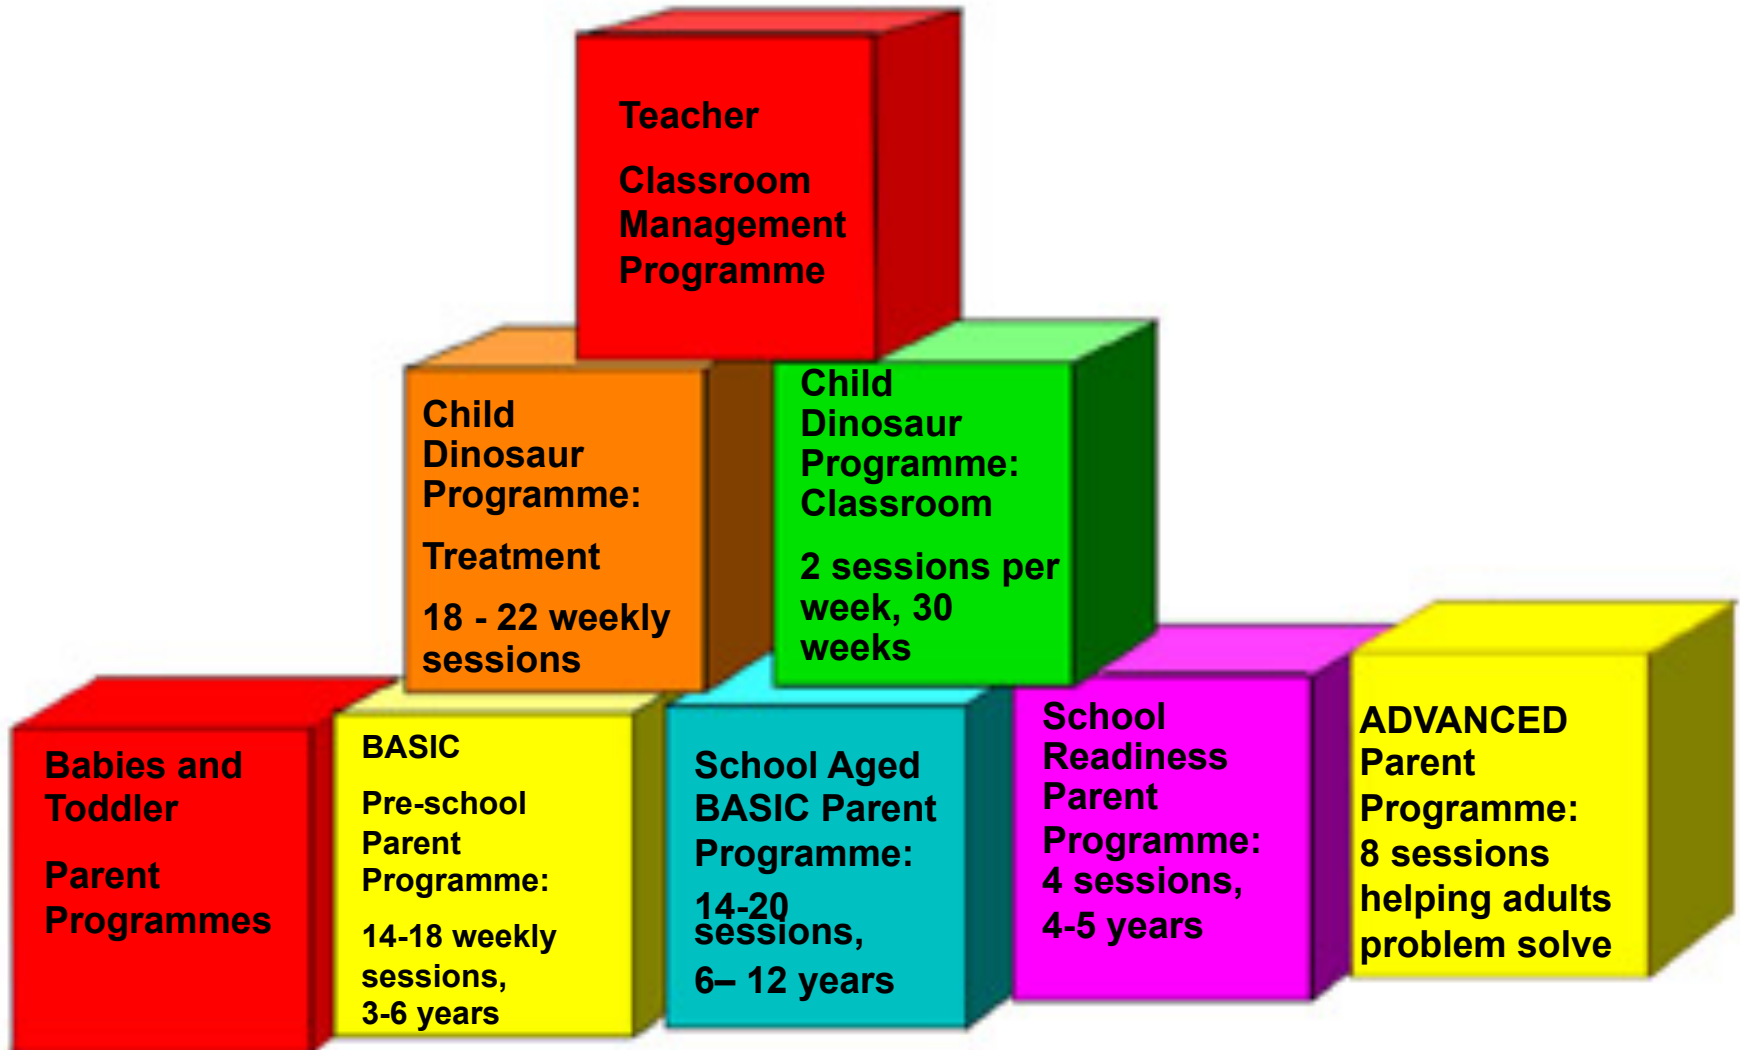 Teacher
Classroom
Management
Programme
Child
Dinosaur
Programme:
Treatment
18 - 22 weekly
sessions
Child
Dinosaur
Programme:
Classroom
2 sessions per
week, 30
weeks
Babies and
Toddler
Parent
Programmes
BASIC
Pre-school
Parent
Programme:
14-18 weekly
sessions,
3-6 years
School Aged
BASIC Parent
Programme:
14-20
sessions,
6– 12 years
School
Readiness
Parent
Programme:
4 sessions,
4-5 years
ADVANCED
Parent
Programme:
8 sessions
helping adults
problem solve